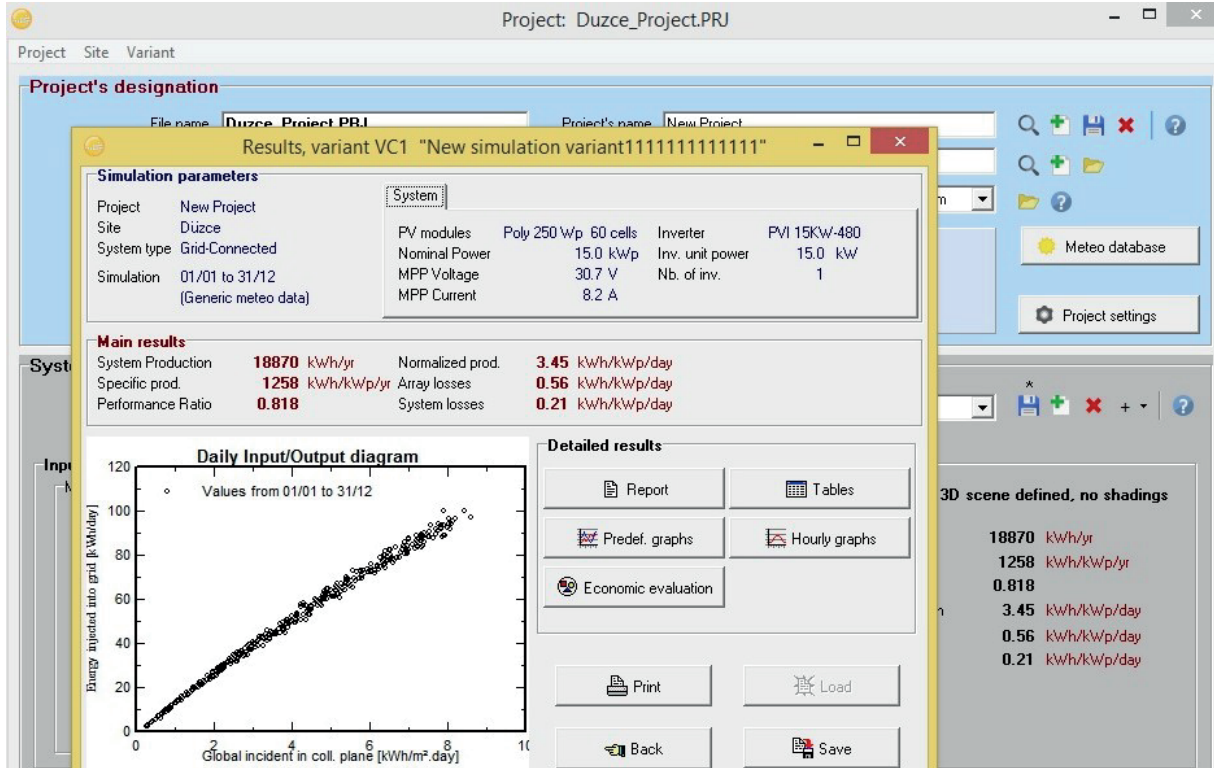 Project: Duzce_Project.PRJ
Project Site Variant
Project's designation
File name Duzce_Project.PRJ Project's name New Project
Results, variant VC1 "New simulation variant1111111111111"
Simulation parameters
Project New Project
Site Düzce
System type Grid-Connected
Simulation 01/01 to 31/12
(Generic meteo data)
System
PV modules Poly 250 Wp 60 cells Inverter PVI 15KW-480
Nominal Power 15.0 kWp Inv. unit power 15.0 kW
MPP Voltage 30.7 V Nb. of inv. 1
MPP Current 8.2 A
Meteo database
Project settings
Main results
System Production 18870 kWh/yr Normalized prod. 3.45 kWh/kWp/day
Specific prod. 1258 kWh/kWp/yr Array losses 0.56 kWh/kWp/day
Performance Ratio 0.818 System losses 0.21 kWh/kWp/day
Syst
Inpu
Daily Input/Output diagram
Values from 01/01 to 31/12
Energy injected into grid [kWh/day]
120
100
80
60
40
20
0
0 2 4 6 8 10
Global incident in coll. plane [kWh/m².day]
Detailed results
Report Tables
Predef. graphs Hourly graphs
Economic evaluation
Print Load
Back Save
3D scene defined, no shadings
18870 kWh/yr
1258 kWh/kWp/yr
0.818
3.45 kWh/kWp/day
0.56 kWh/kWp/day
0.21 kWh/kWp/day